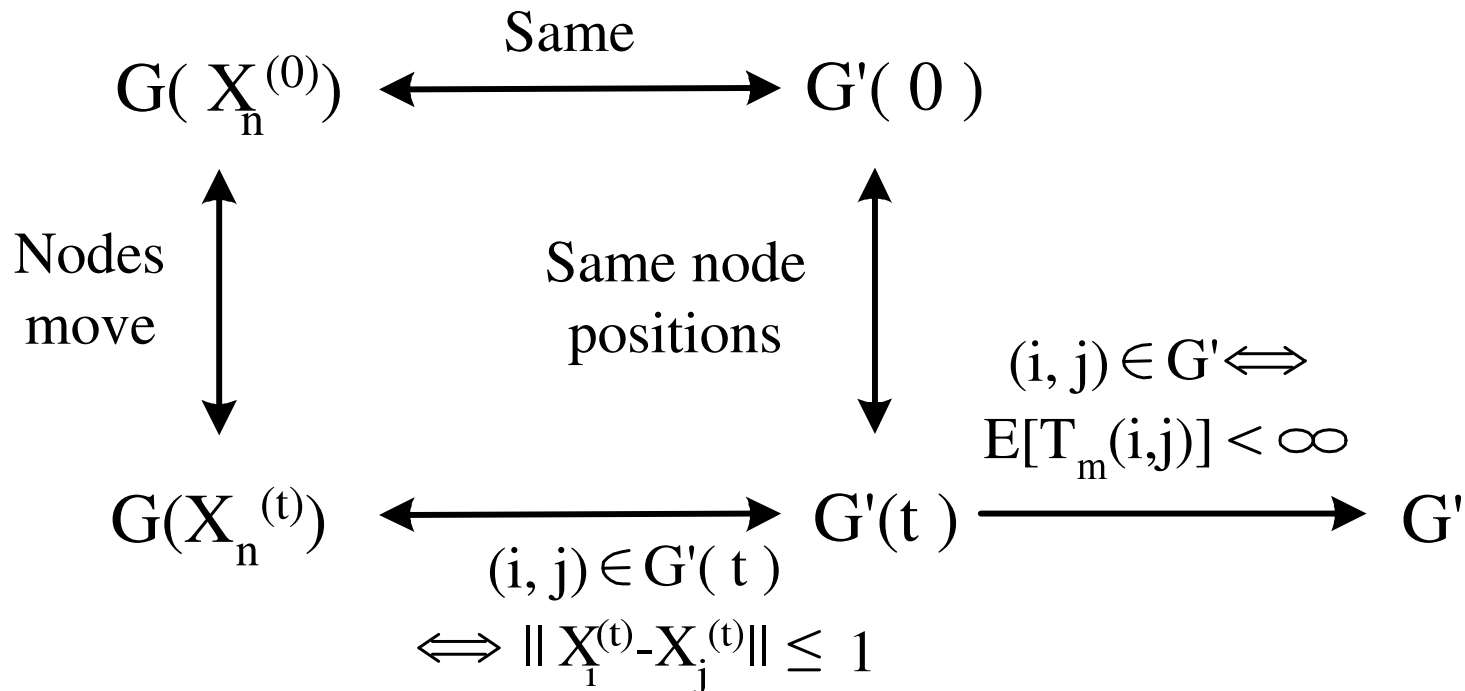 Same
G( X_n^(0)) G'( 0 )
Nodes
move
Same node
positions
(i, j) ∈ G' ⟺
E[T_m(i,j)] < ∞
G(X_n^(t)) G'(t ) G'
(i, j) ∈ G'( t )
⟺ || X_i^(t)-X_j^(t)|| ≤ 1